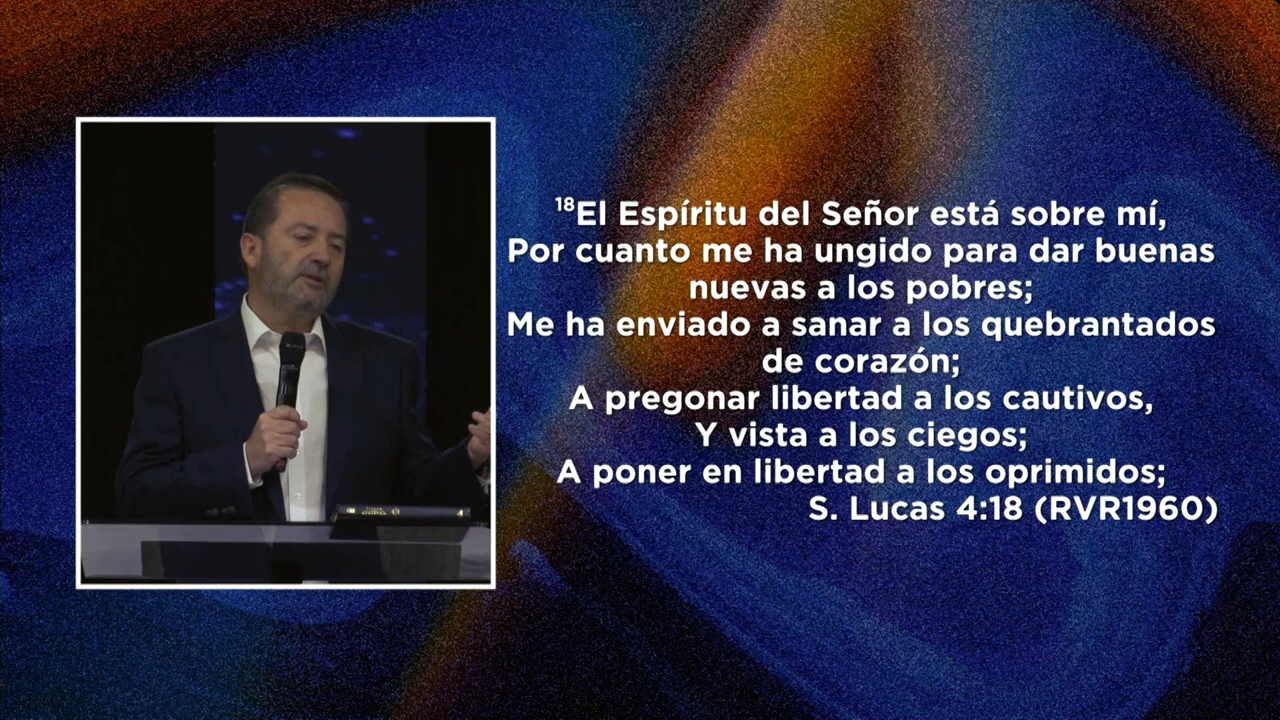 ¹⁸El Espíritu del Señor está sobre mí,
Por cuanto me ha ungido para dar buenas
nuevas a los pobres;
Me ha enviado a sanar a los quebrantados
de corazón;
A pregonar libertad a los cautivos,
Y vista a los ciegos;
A poner en libertad a los oprimidos;
S. Lucas 4:18 (RVR1960)